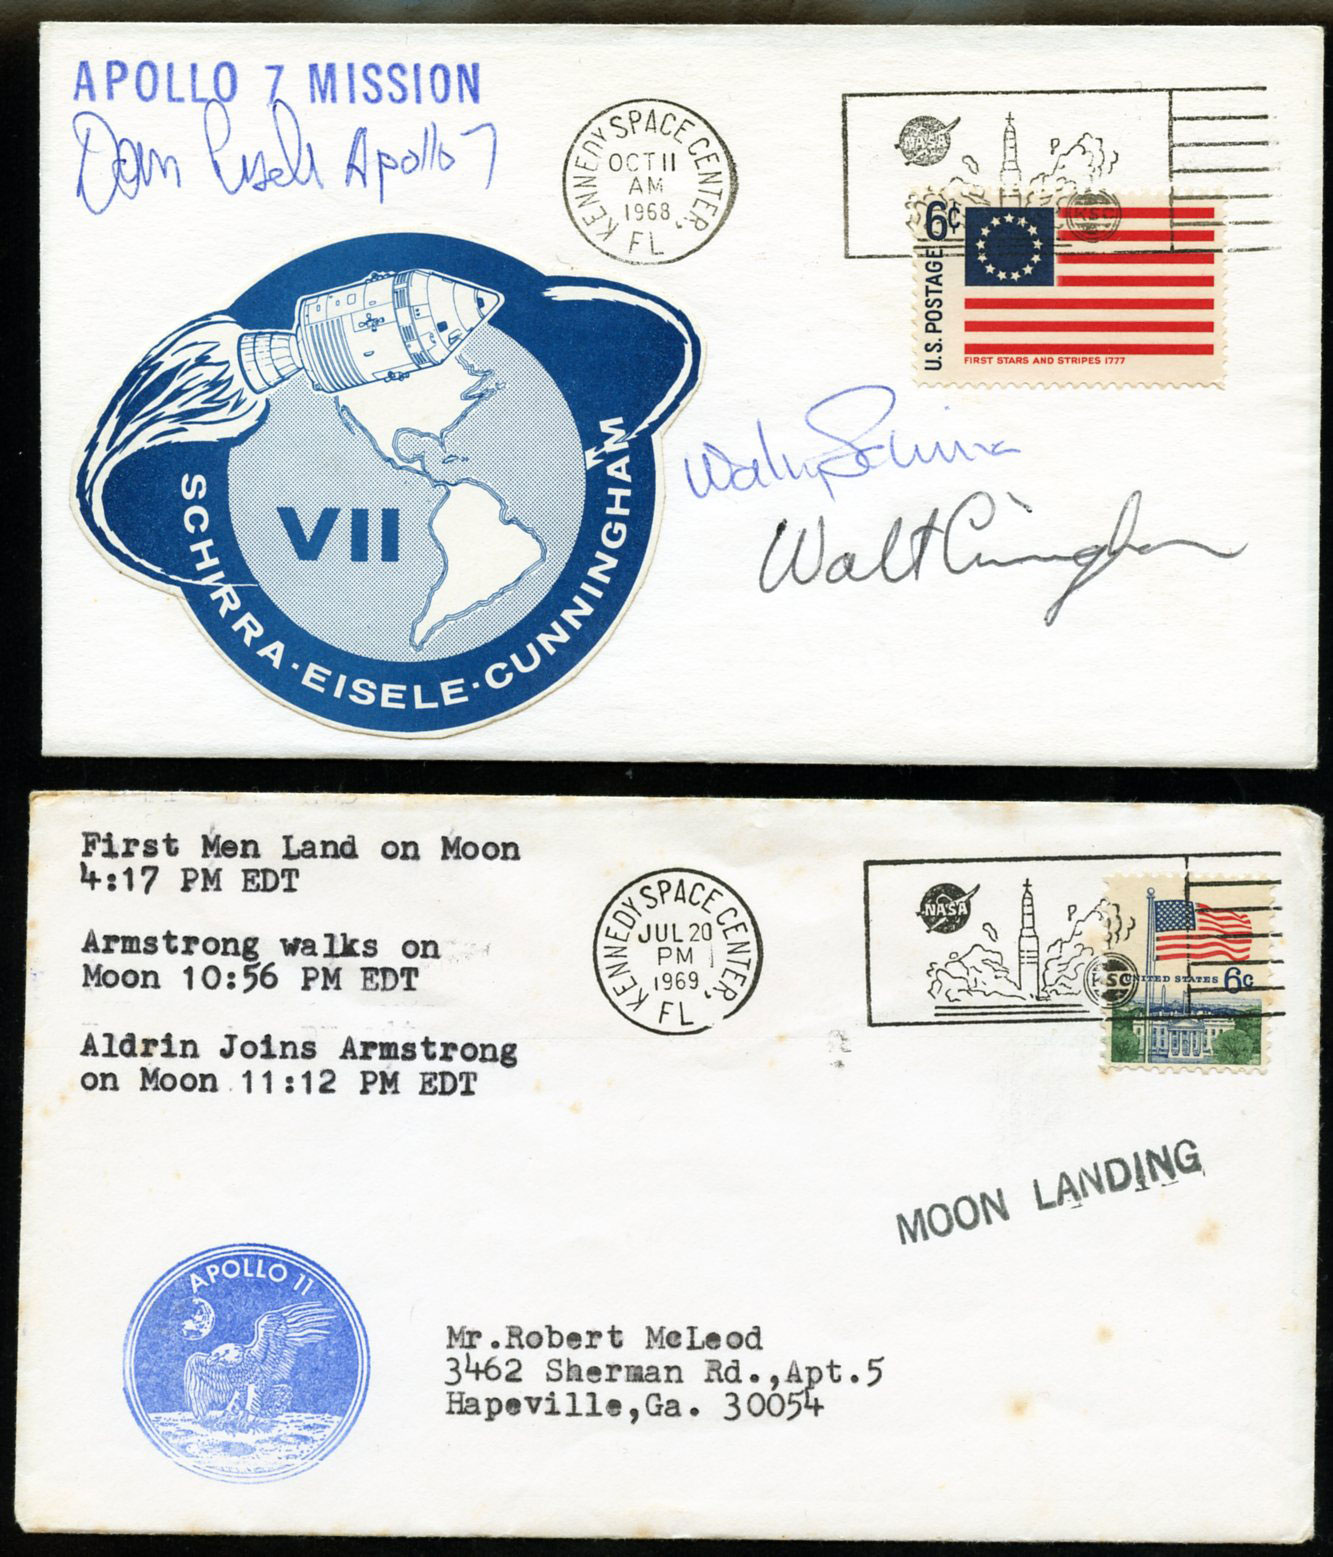 APOLLO 7 MISSION
Don Eisele Apollo 7
KENNEDY SPACE CENTER, FL
OCT 11
AM
1968
NASA
KSC
6¢
U.S. POSTAGE
FIRST STARS AND STRIPES 1777
VII
SCHIRRA·EISELE·CUNNINGHAM
Wally Schirra
Walt Cunningham
First Men Land on Moon
4:17 PM EDT
Armstrong walks on
Moon 10:56 PM EDT
Aldrin Joins Armstrong
on Moon 11:12 PM EDT
KENNEDY SPACE CENTER, FL
JUL 20
PM
1969
NASA
KSC
UNITED STATES 6c
MOON LANDING
APOLLO 11
Mr.Robert McLeod
3462 Sherman Rd.,Apt.5
Hapeville,Ga. 30054